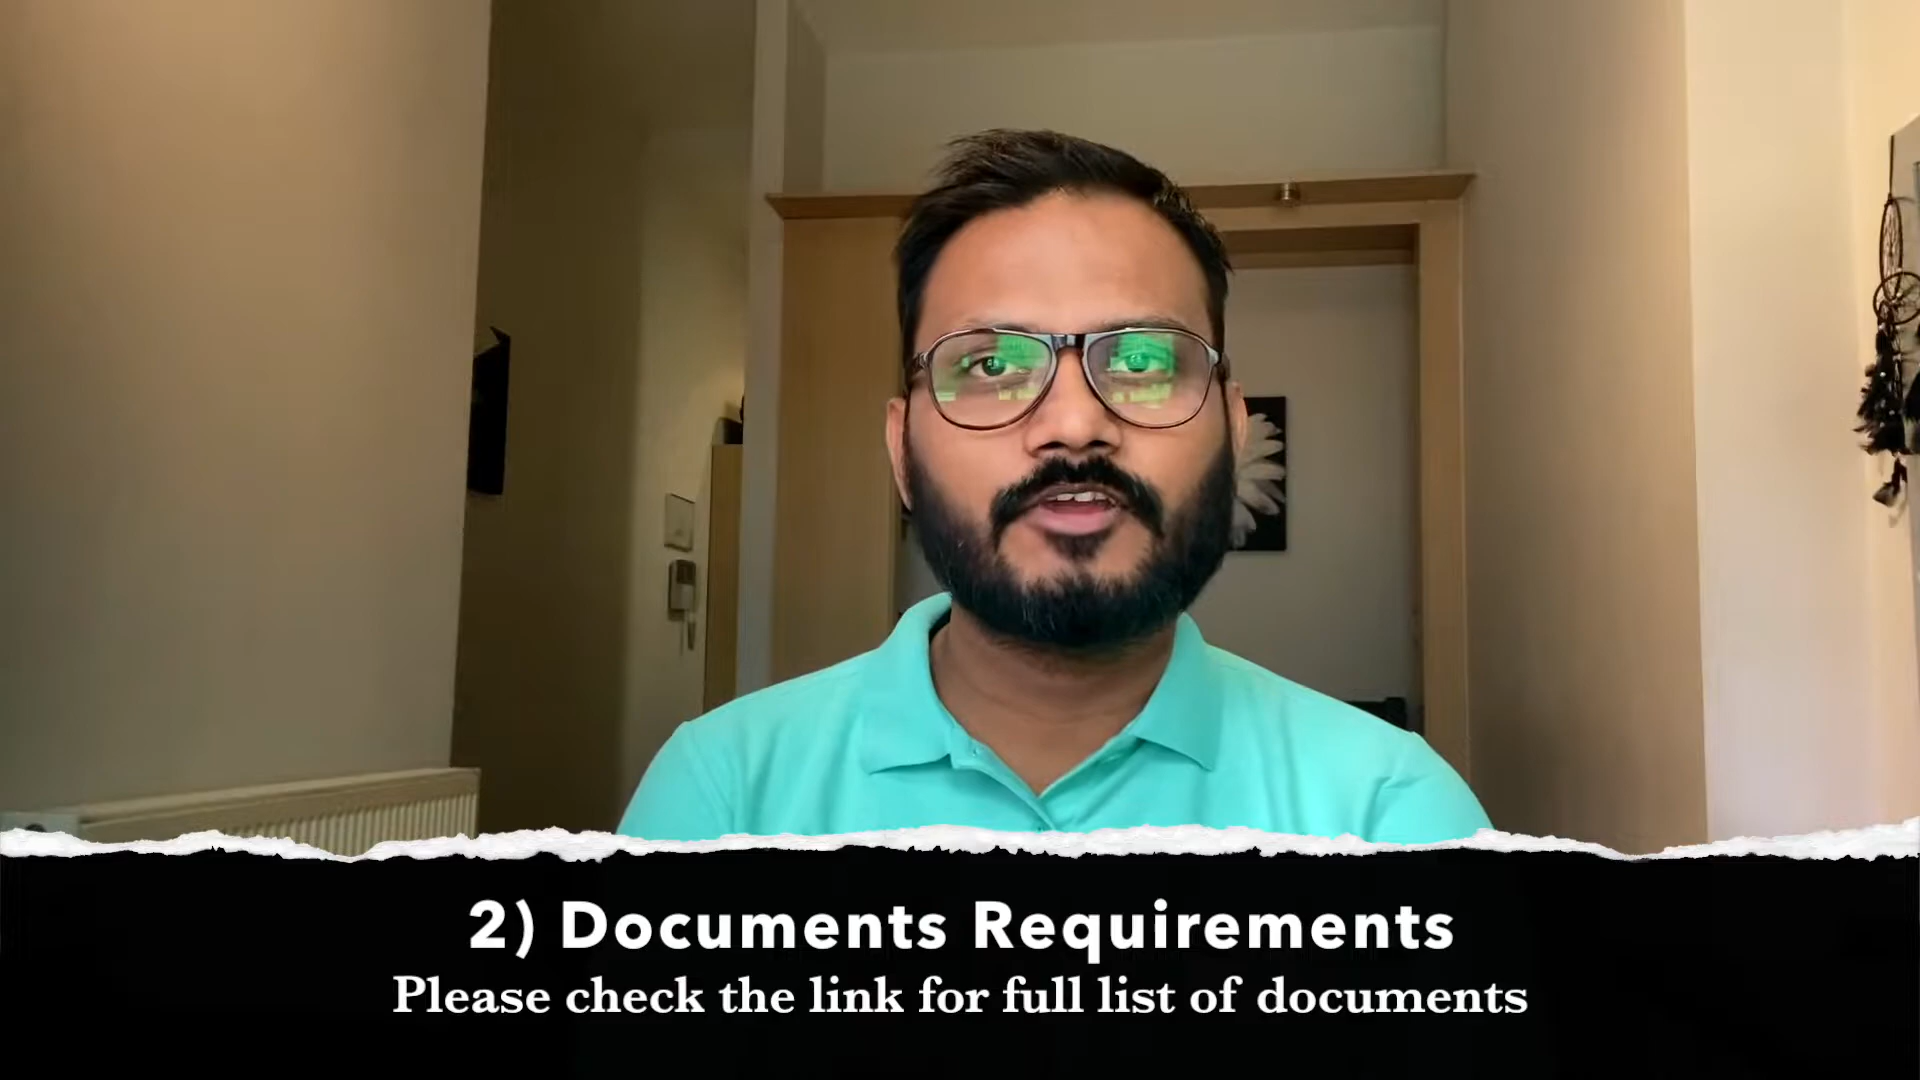 2) Documents Requirements
Please check the link for full list of documents